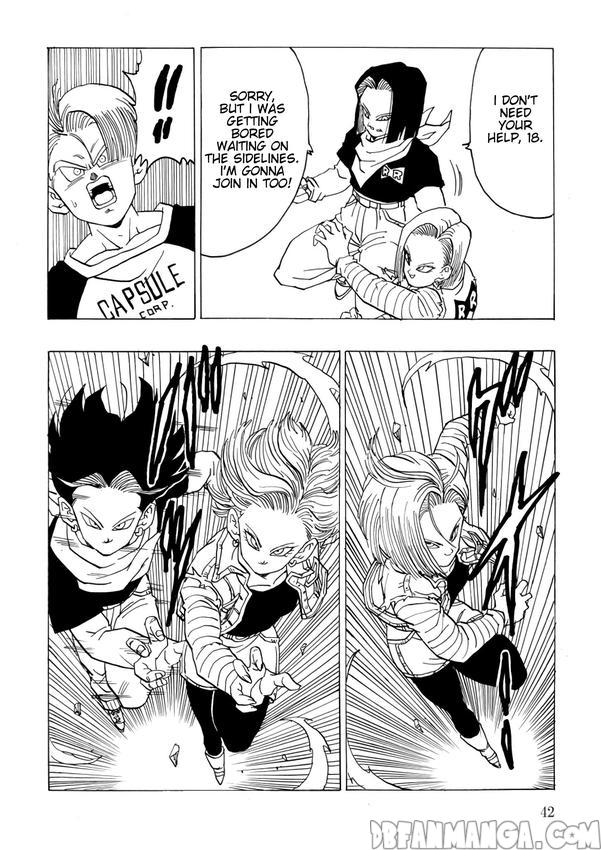 I DON'T
NEED
YOUR
HELP, 18.
SORRY,
BUT I WAS
GETTING
BORED
WAITING ON
THE SIDELINES.
I'M GONNA
JOIN IN TOO!
RR
CAPSULE
CORP.
42
DBFANMANGA.COM